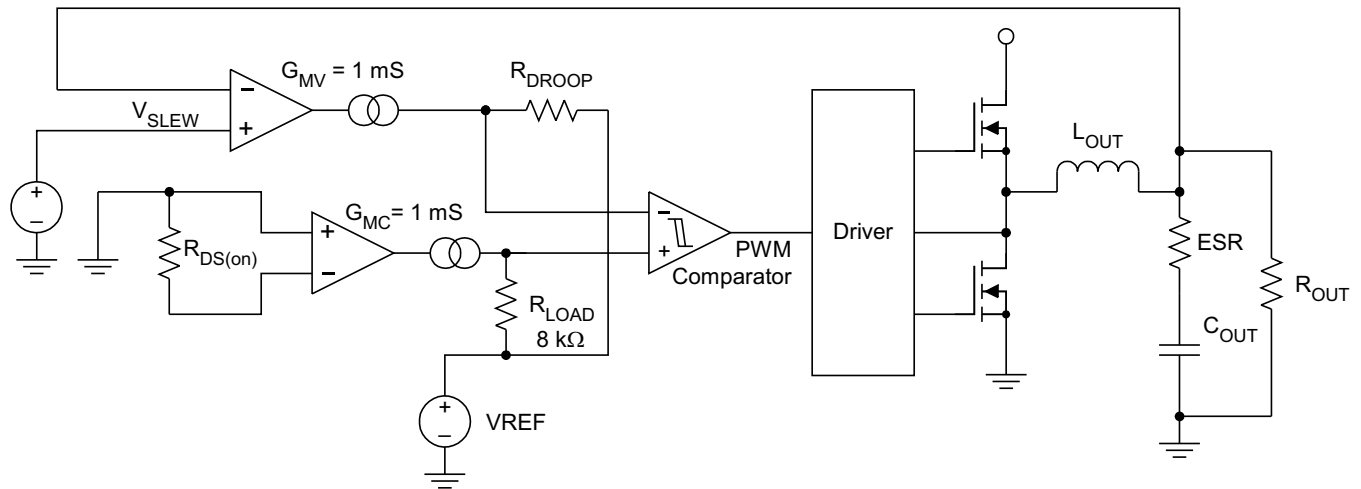 G_MV = 1 mS
R_DROOP
V_SLEW
–
+
+
–
G_MC = 1 mS
R_DS(on)
+
–
R_LOAD
8 kΩ
–
+
PWM
Comparator
Driver
L_OUT
ESR
R_OUT
C_OUT
+
–
VREF